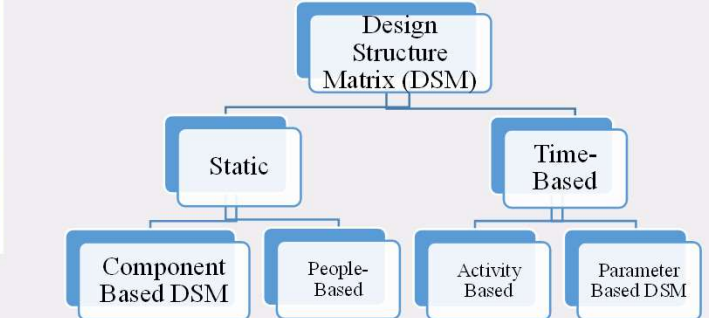 Design
Structure
Matrix (DSM)
Static
Time-
Based
Component
Based DSM
People-
Based
Activity
Based
Parameter
Based DSM